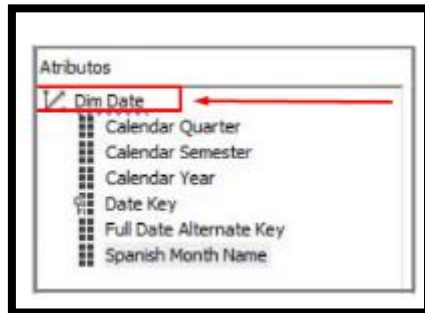 Atributos
Dim Date
Calendar Quarter
Calendar Semester
Calendar Year
Date Key
Full Date Alternate Key
Spanish Month Name